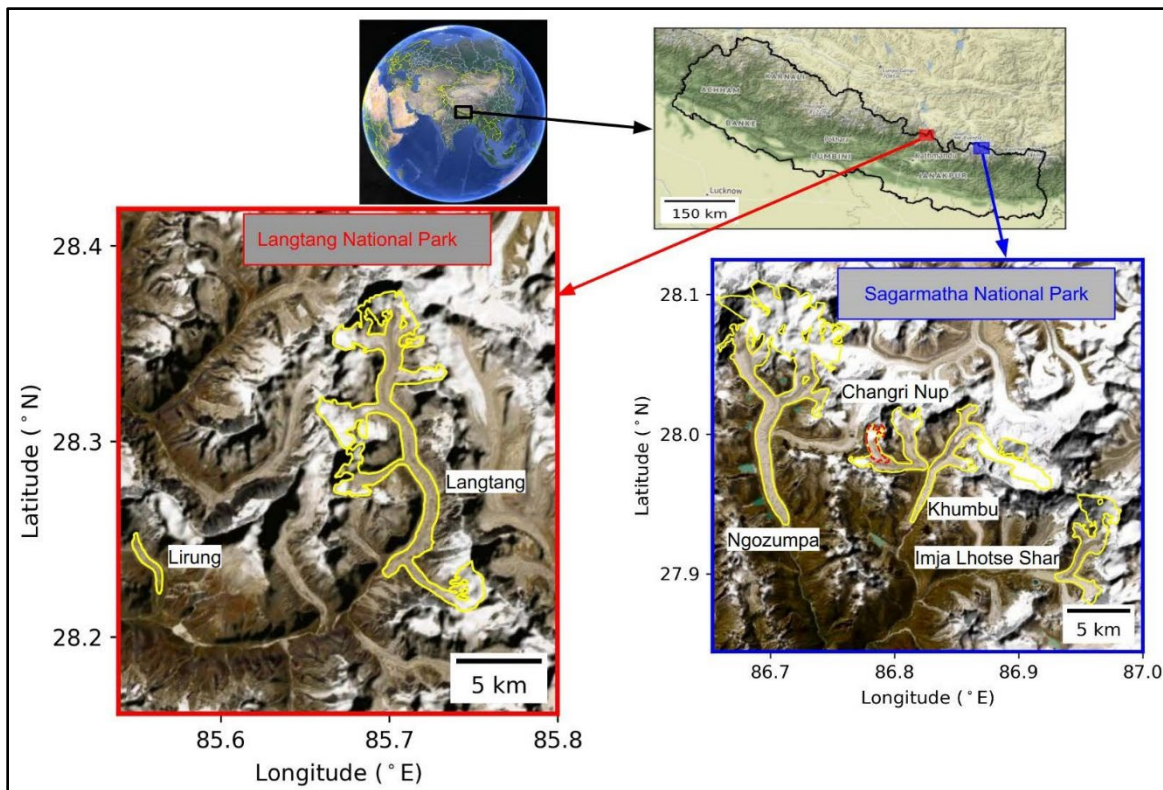 KARNALI
ACHHAM
BANKE
Pokhara
LUMBINI
Kathmandu
JANAKPUR
Lucknow
150 km
Langtang National Park
28.4
28.3
28.2
Latitude (°N)
Lirung
Langtang
5 km
85.6
85.7
85.8
Longitude (°E)
Sagarmatha National Park
28.1
28.0
27.9
Latitude (°N)
Changri Nup
Khumbu
Ngozumpa
Imja Lhotse Shar
5 km
86.7
86.8
86.9
87.0
Longitude (°E)